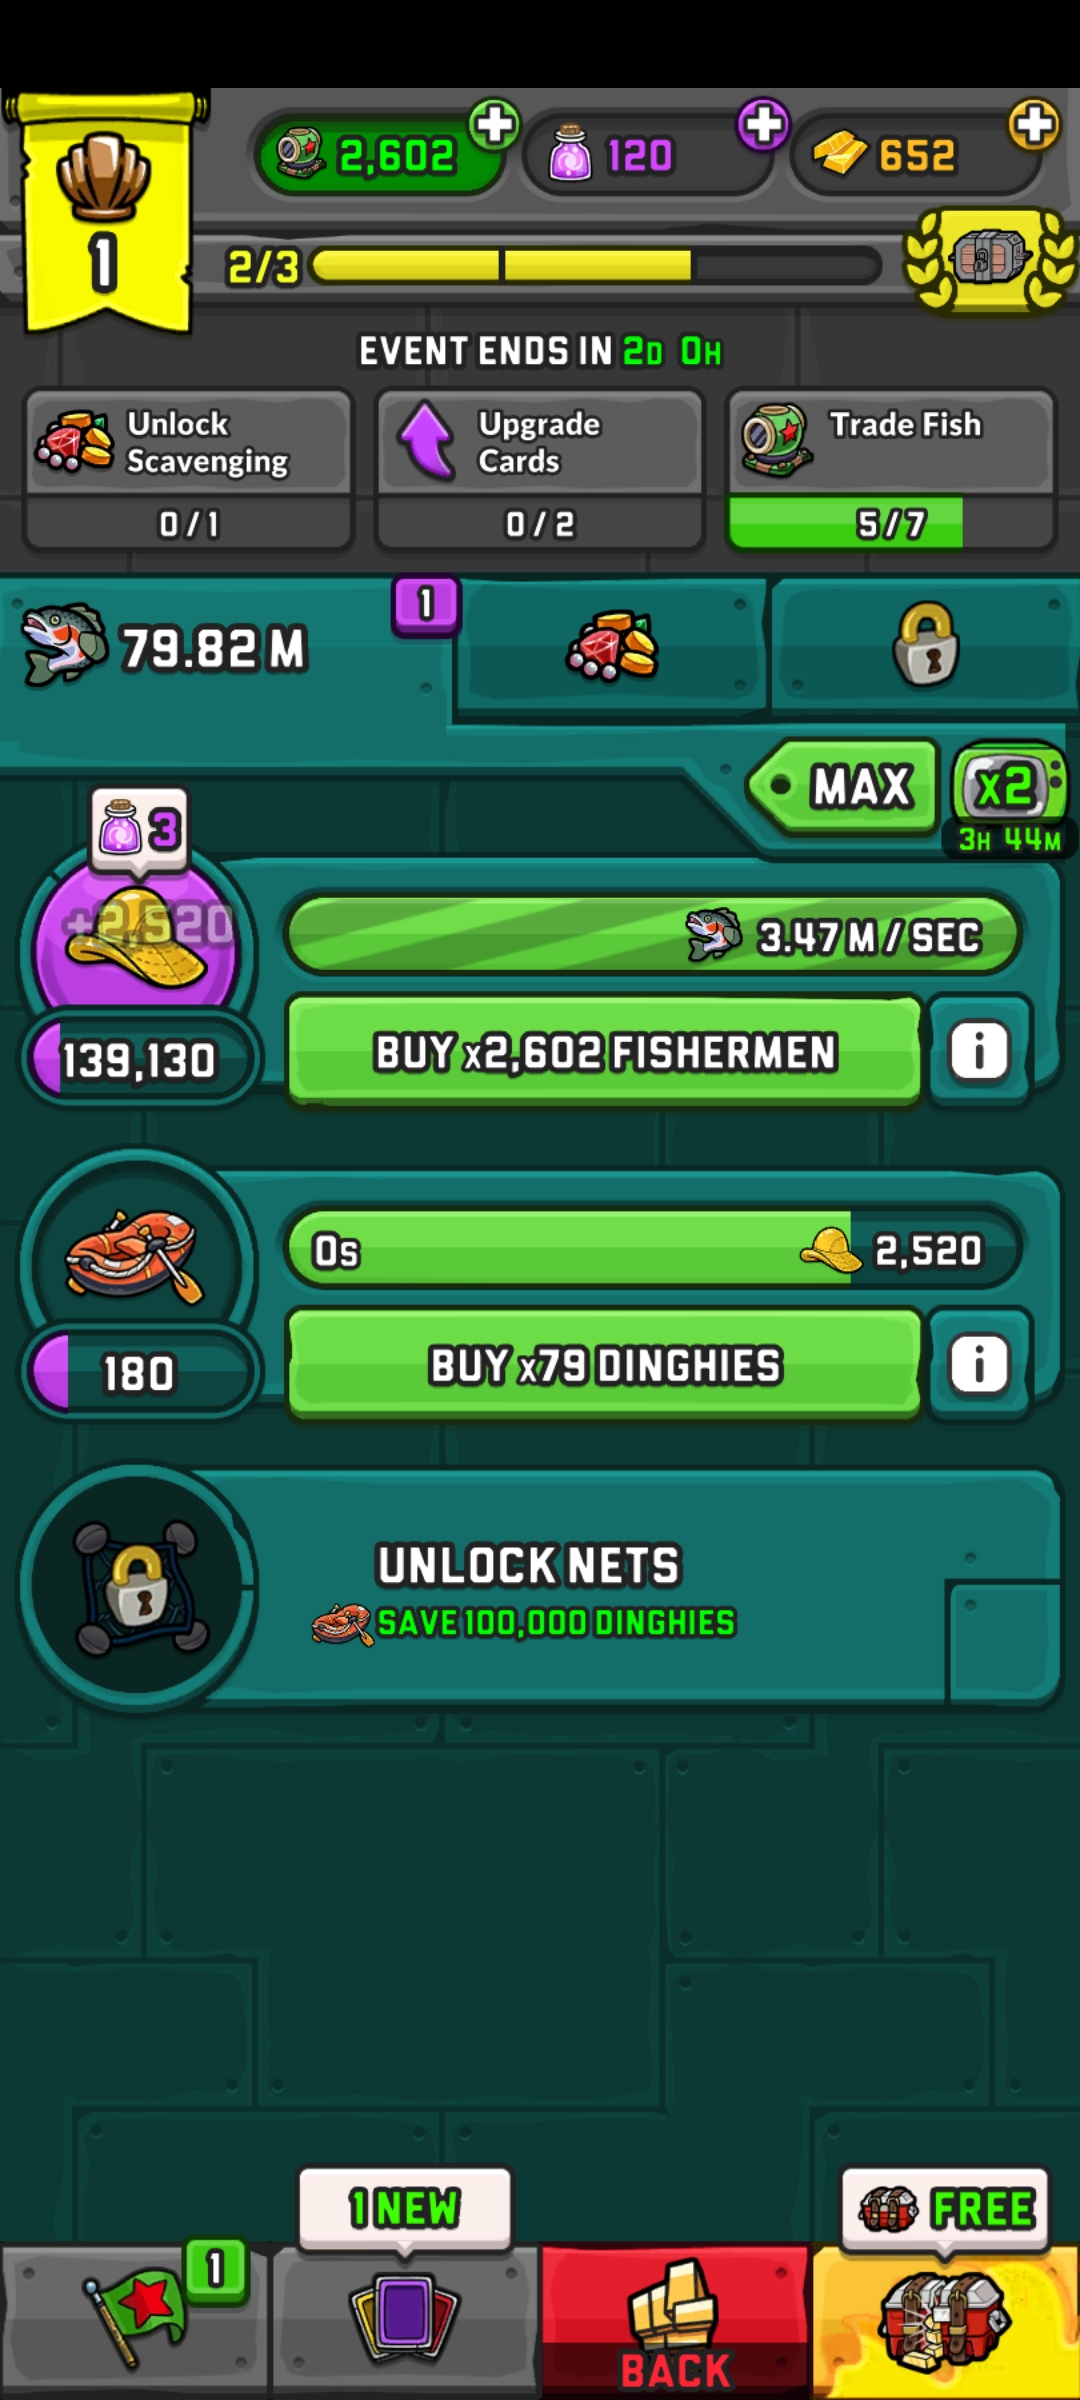 2,602
120
652
1
2/3
EVENT ENDS IN 2D 0H
Unlock
Scavenging
0 / 1
Upgrade
Cards
0 / 2
Trade Fish
5 / 7
79.82 M
1
MAX
x2
3H 44M
3
+2,520
3.47 M / SEC
139,130
BUY x2,602 FISHERMEN
i
0s
2,520
180
BUY x79 DINGHIES
i
UNLOCK NETS
SAVE 100,000 DINGHIES
1 NEW
FREE
1
BACK